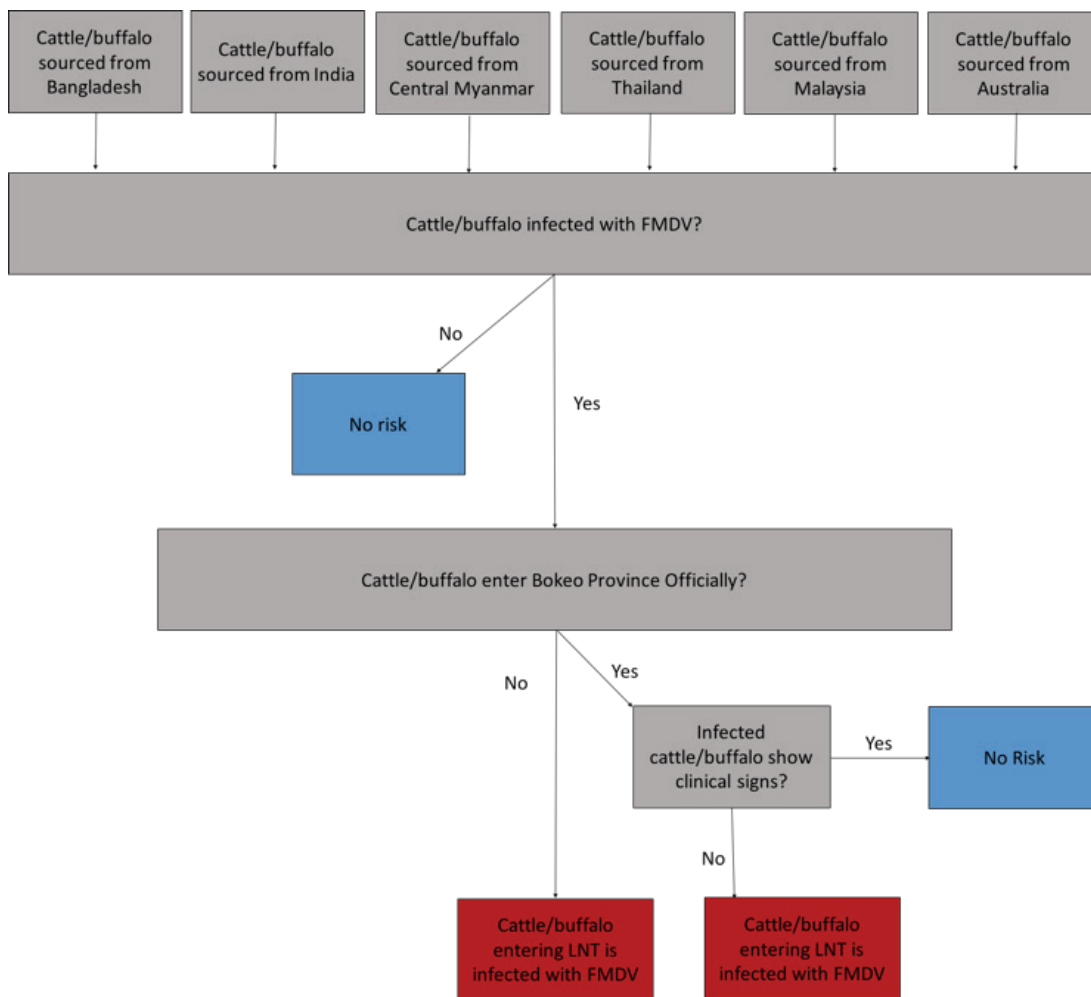 Cattle/buffalo
sourced from
Bangladesh
Cattle/buffalo
sourced from India
Cattle/buffalo
sourced from
Central Myanmar
Cattle/buffalo
sourced from
Thailand
Cattle/buffalo
sourced from
Malaysia
Cattle/buffalo
sourced from
Australia
Cattle/buffalo infected with FMDV?
No
Yes
No risk
Cattle/buffalo enter Bokeo Province Officially?
No
Yes
Infected
cattle/buffalo show
clinical signs?
Yes
No Risk
No
Cattle/buffalo
entering LNT is
infected with FMDV
Cattle/buffalo
entering LNT is
infected with FMDV